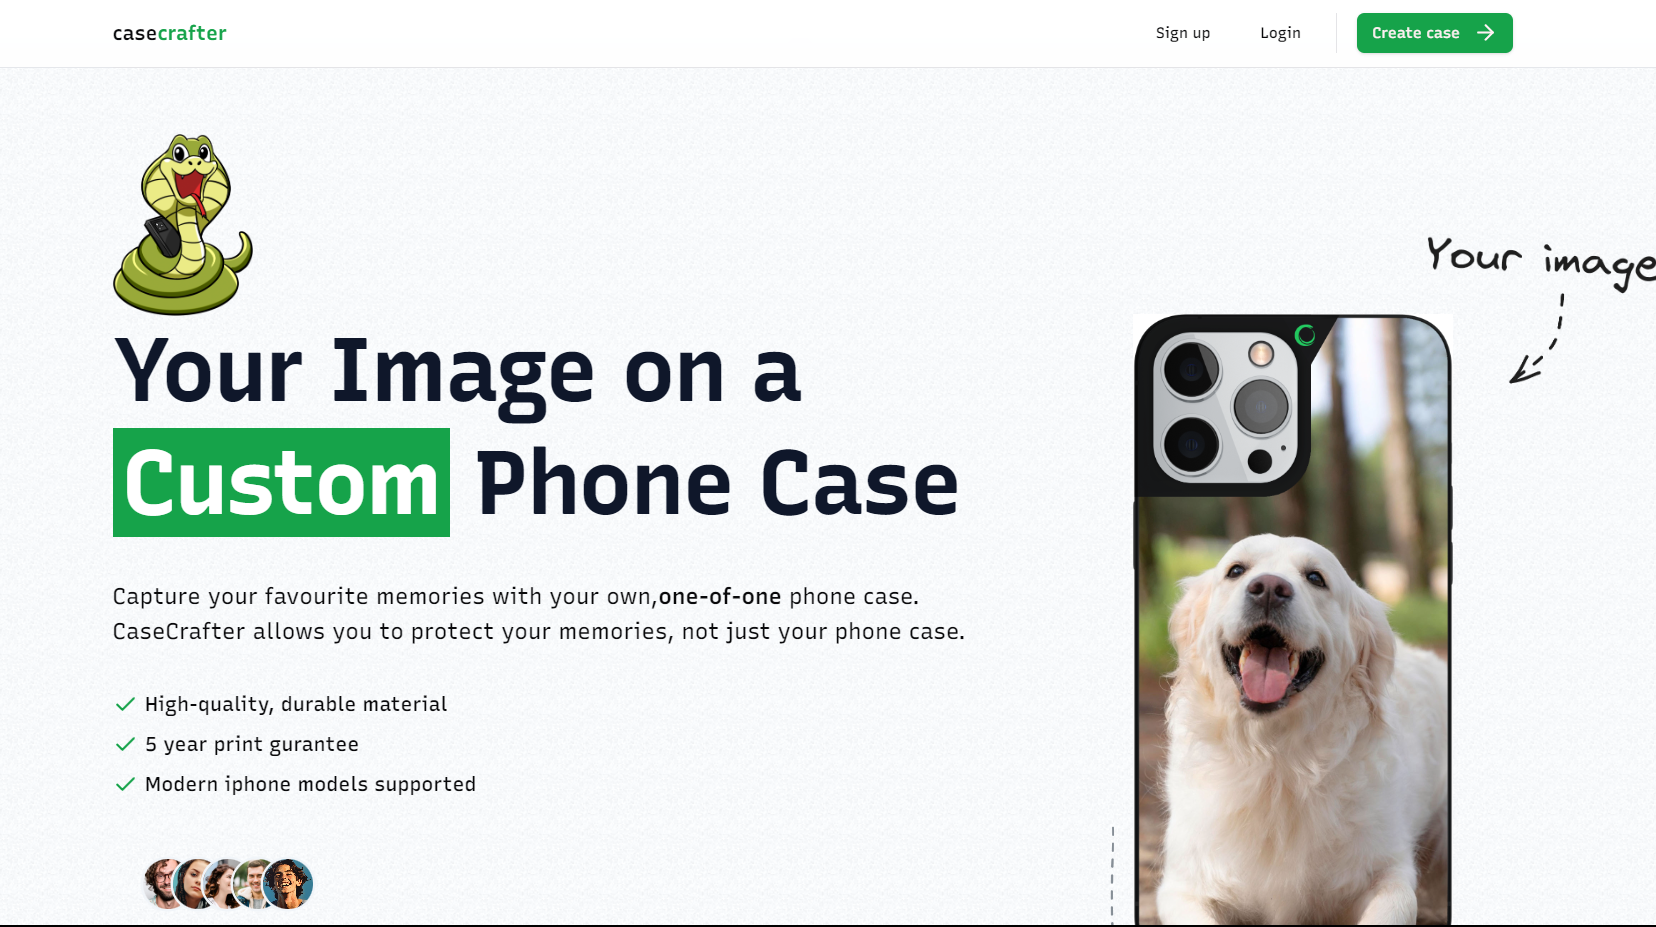 casecrafter
Sign up
Login
Create case
Your image
Your Image on a
Custom Phone Case
Capture your favourite memories with your own,one-of-one phone case.
CaseCrafter allows you to protect your memories, not just your phone case.
High-quality, durable material
5 year print gurantee
Modern iphone models supported